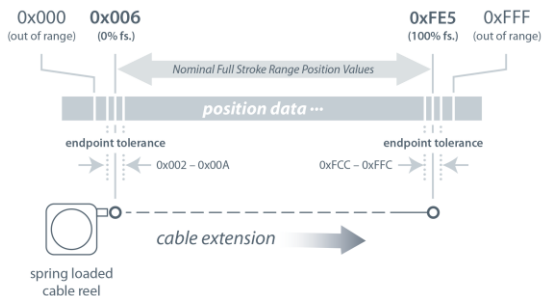 0x000
(out of range)
0x006
(0% fs.)
0xFE5
(100% fs.)
0xFFF
(out of range)
Nominal Full Stroke Range Position Values
position data ···
endpoint tolerance
endpoint tolerance
0x002 – 0x00A
0xFCC – 0xFFC
cable extension
spring loaded
cable reel